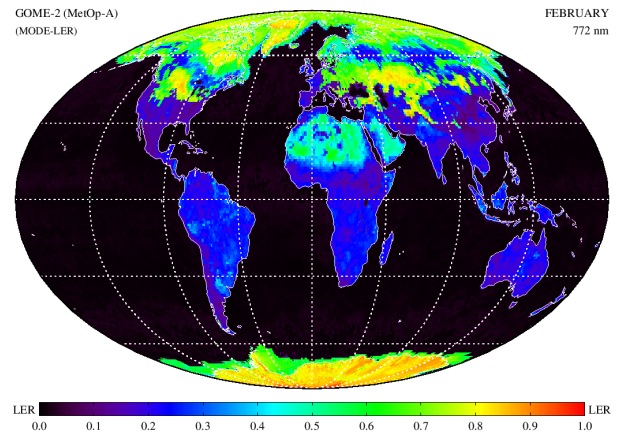 GOME-2 (MetOp-A)
FEBRUARY
(MODE-LER)
772 nm
LER
LER
0.0 0.1 0.2 0.3 0.4 0.5 0.6 0.7 0.8 0.9 1.0